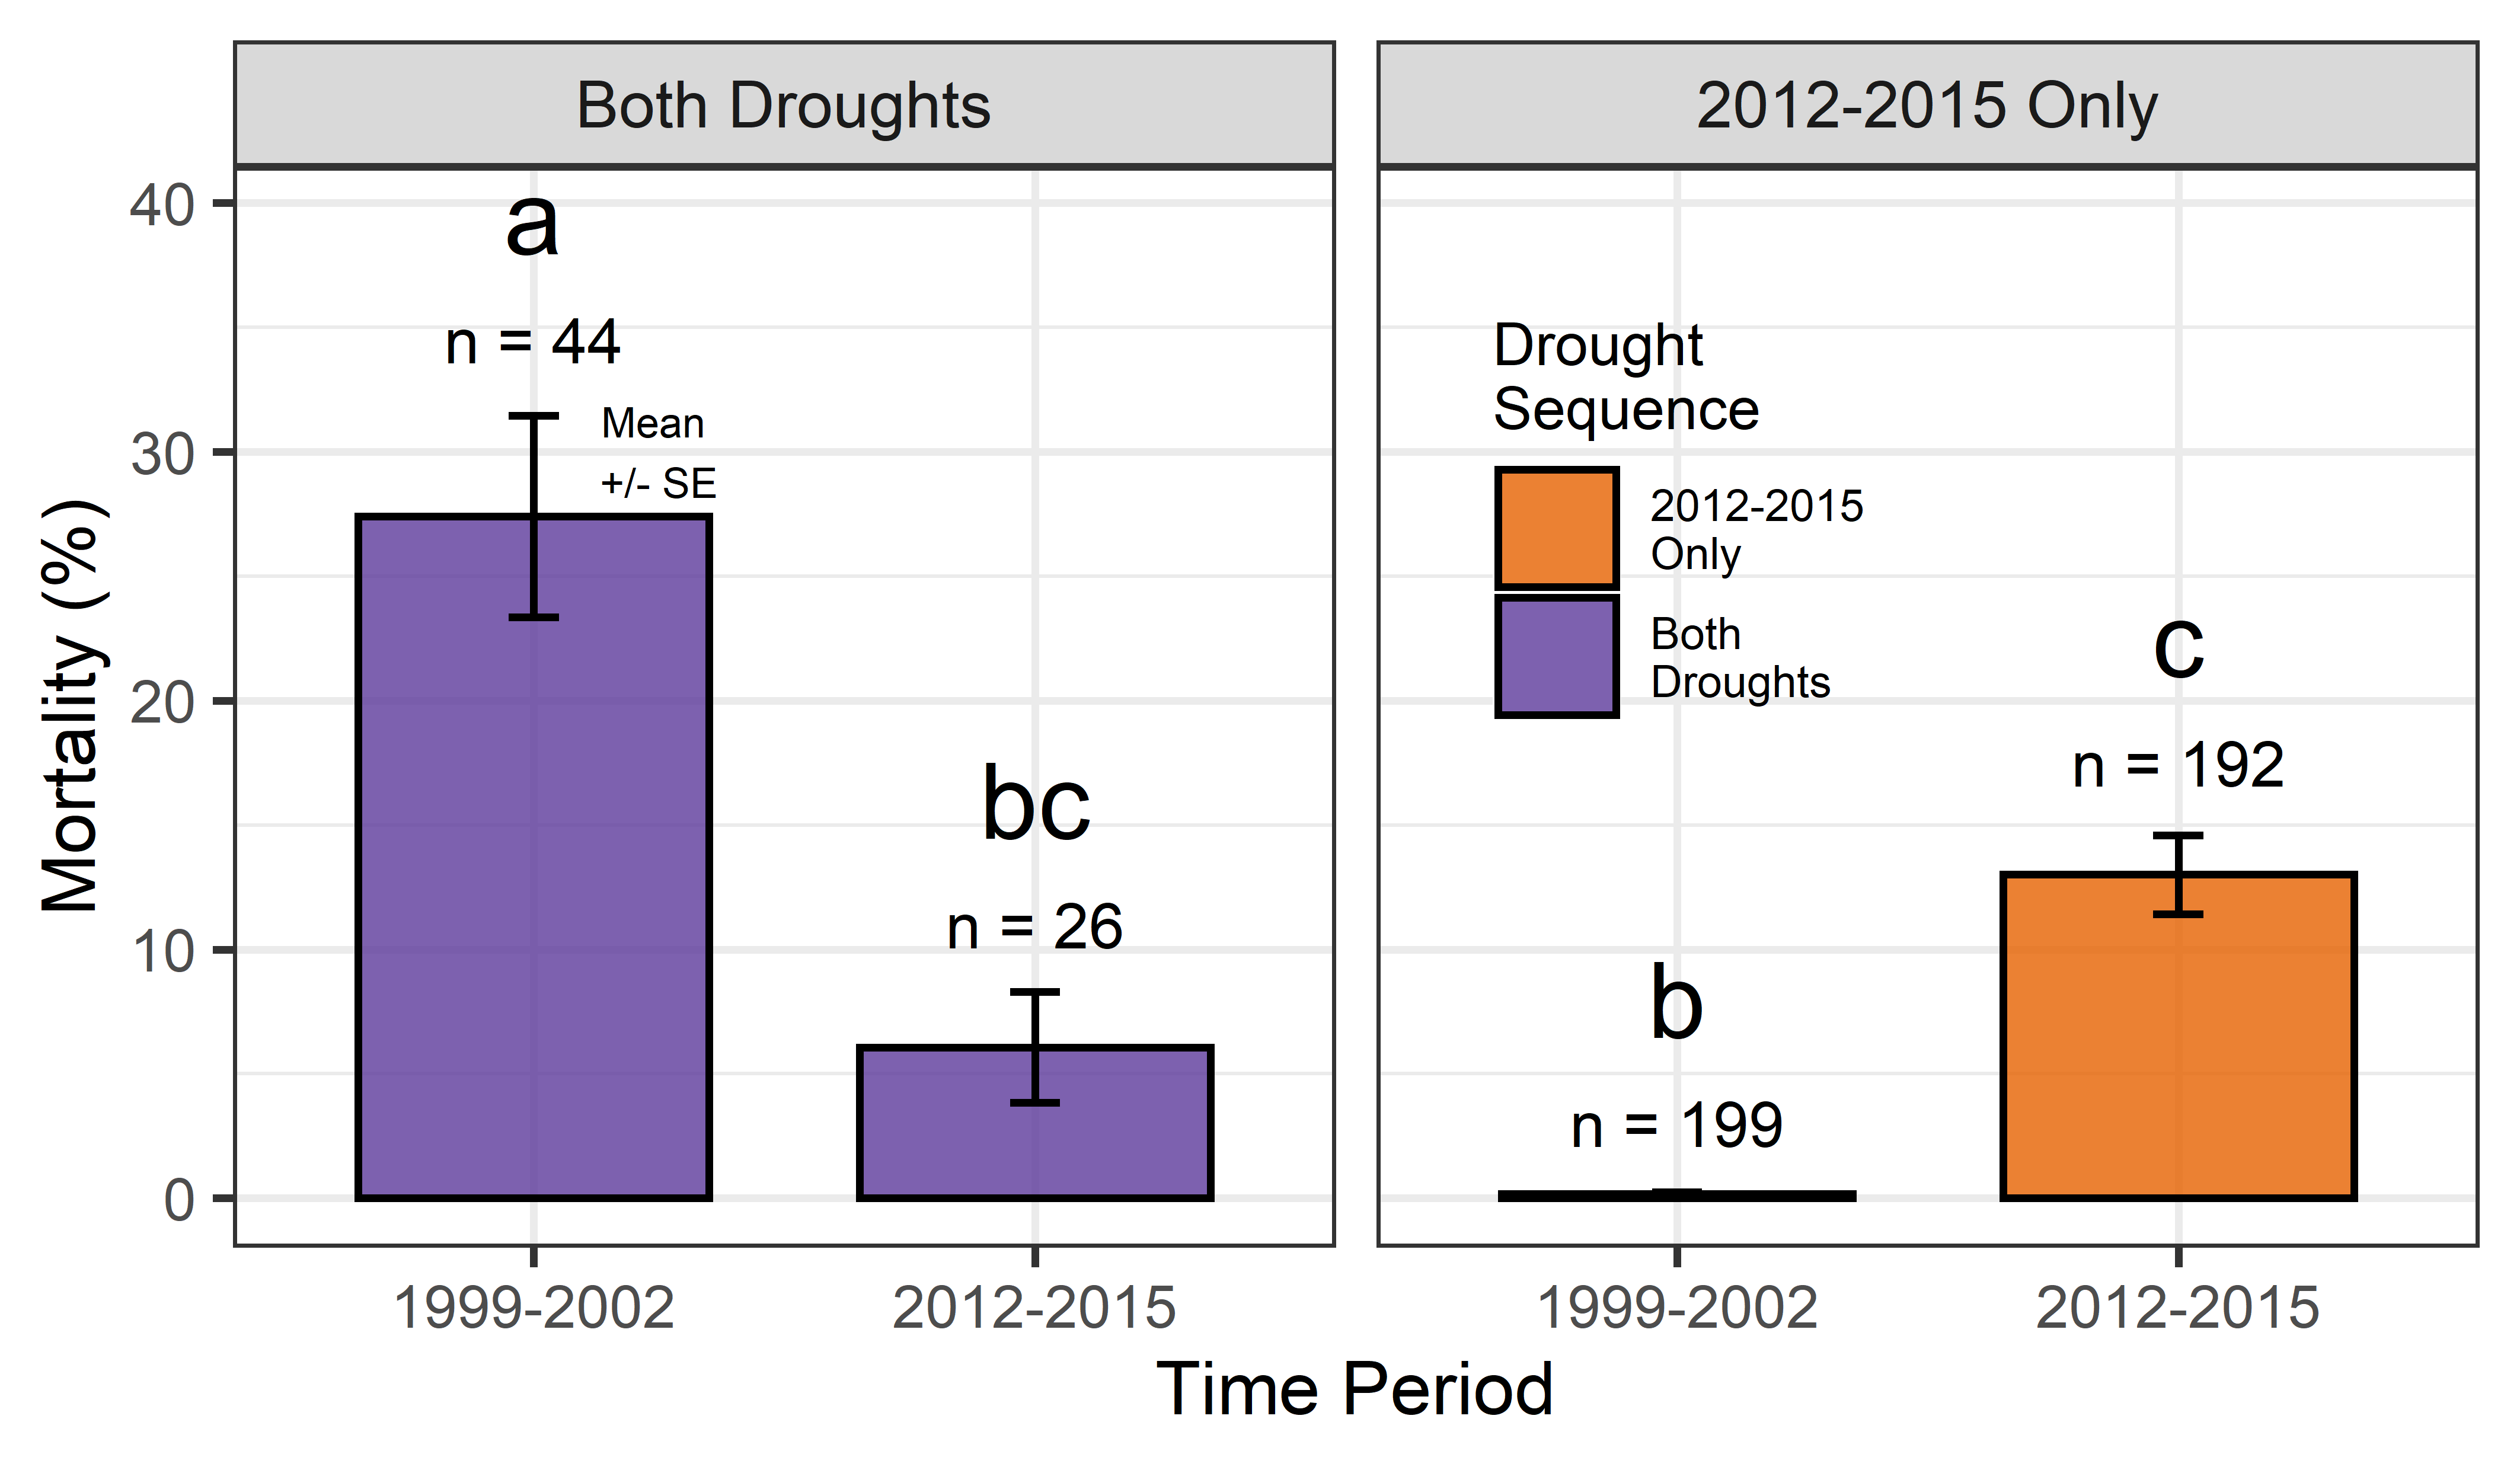 Both Droughts
2012-2015 Only
Mortality (%)
40
30
20
10
0
a
n = 44
Mean
+/- SE
bc
n = 26
Drought
Sequence
2012-2015
Only
Both
Droughts
b
n = 199
c
n = 192
1999-2002
2012-2015
1999-2002
2012-2015
Time Period